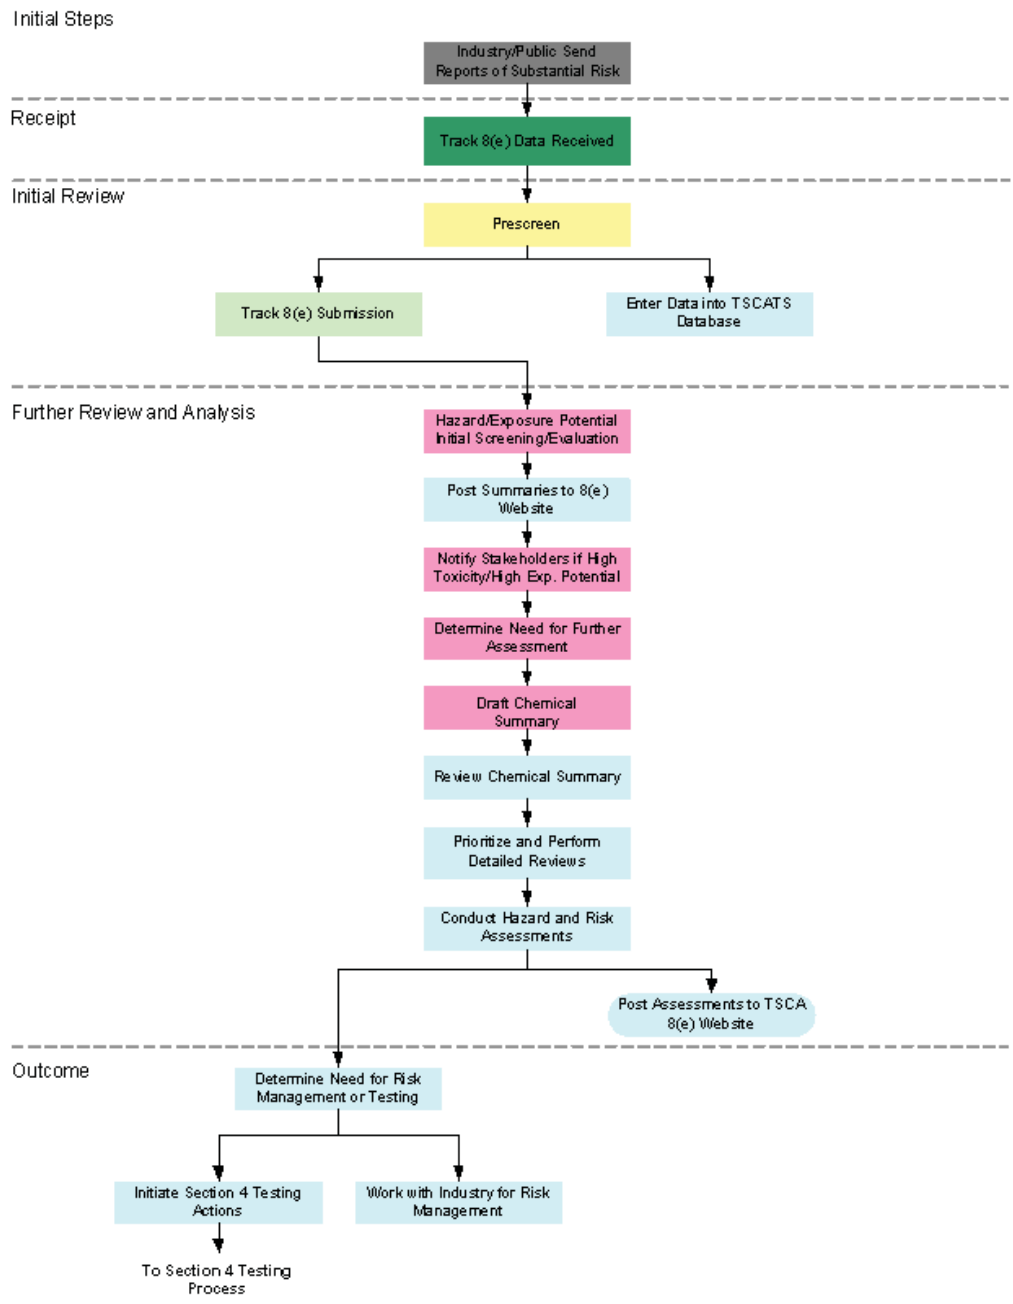 Initial Steps
Industry/Public Send
Reports of Substantial Risk
Receipt
Track 8(e) Data Received
Initial Review
Prescreen
Track 8(e) Submission
Enter Data into TSCATS
Database
Further Review and Analysis
Hazard/Exposure Potential
Initial Screening/Evaluation
Post Summaries to 8(e)
Website
Notify Stakeholders if High
Toxicity/High Exp. Potential
Determine Need for Further
Assessment
Draft Chemical
Summary
Review Chemical Summary
Prioritize and Perform
Detailed Reviews
Conduct Hazard and Risk
Assessments
Post Assessments to TSCA
8(e) Website
Outcome
Determine Need for Risk
Management or Testing
Initiate Section 4 Testing
Actions
Work with Industry for Risk
Management
To Section 4 Testing
Process